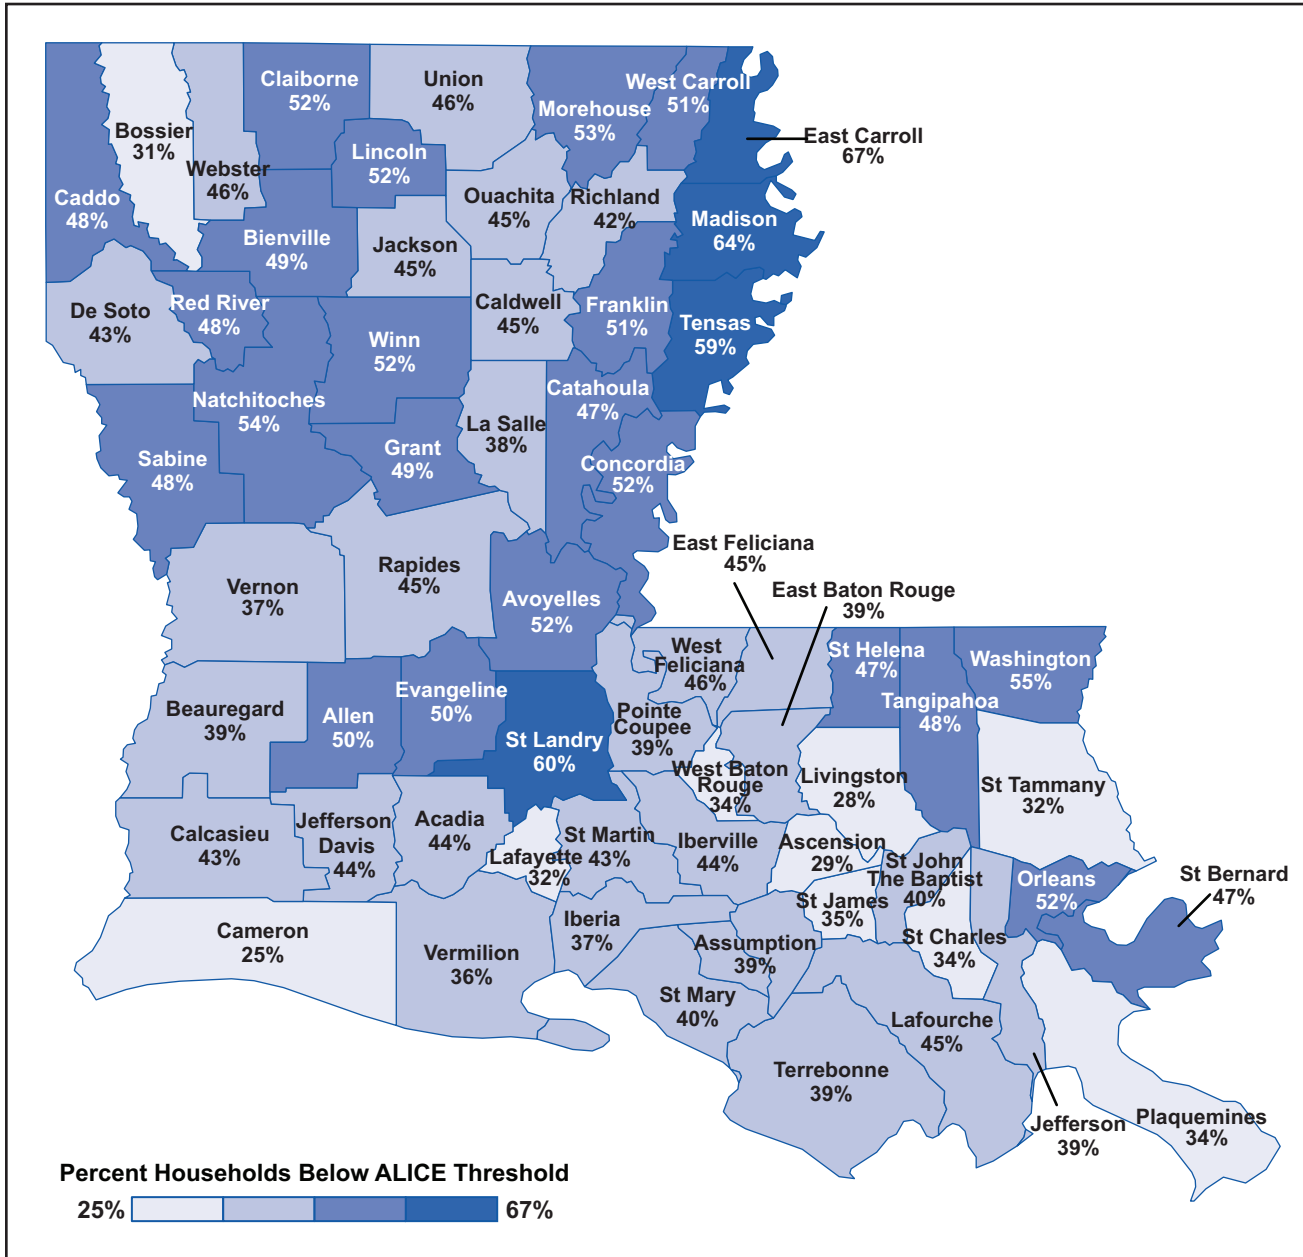 Claiborne
52%
Union
46%
West Carroll
51%
Morehouse
53%
Bossier
31%
East Carroll
67%
Lincoln
52%
Webster
46%
Caddo
48%
Ouachita
45%
Richland
42%
Madison
64%
Bienville
49%
Jackson
45%
De Soto
43%
Red River
48%
Caldwell
45%
Franklin
51%
Tensas
59%
Winn
52%
Natchitoches
54%
Catahoula
47%
La Salle
38%
Sabine
48%
Grant
49%
Concordia
52%
East Feliciana
45%
Vernon
37%
Rapides
45%
East Baton Rouge
39%
Avoyelles
52%
West
Feliciana
46%
St Helena
47%
Washington
55%
Beauregard
39%
Allen
50%
Evangeline
50%
Tangipahoa
48%
Pointe
Coupee
39%
St Landry
60%
West Baton
Rouge
34%
Livingston
28%
St Tammany
32%
Calcasieu
43%
Jefferson
Davis
44%
Acadia
44%
Lafayette
32%
St Martin
43%
Iberville
44%
Ascension
29%
St John
The Baptist
40%
Orleans
52%
St Bernard
47%
St James
35%
Cameron
25%
Vermilion
36%
Iberia
37%
Assumption
39%
St Charles
34%
St Mary
40%
Lafourche
45%
Terrebonne
39%
Jefferson
39%
Plaquemines
34%
Percent Households Below ALICE Threshold
25% 67%